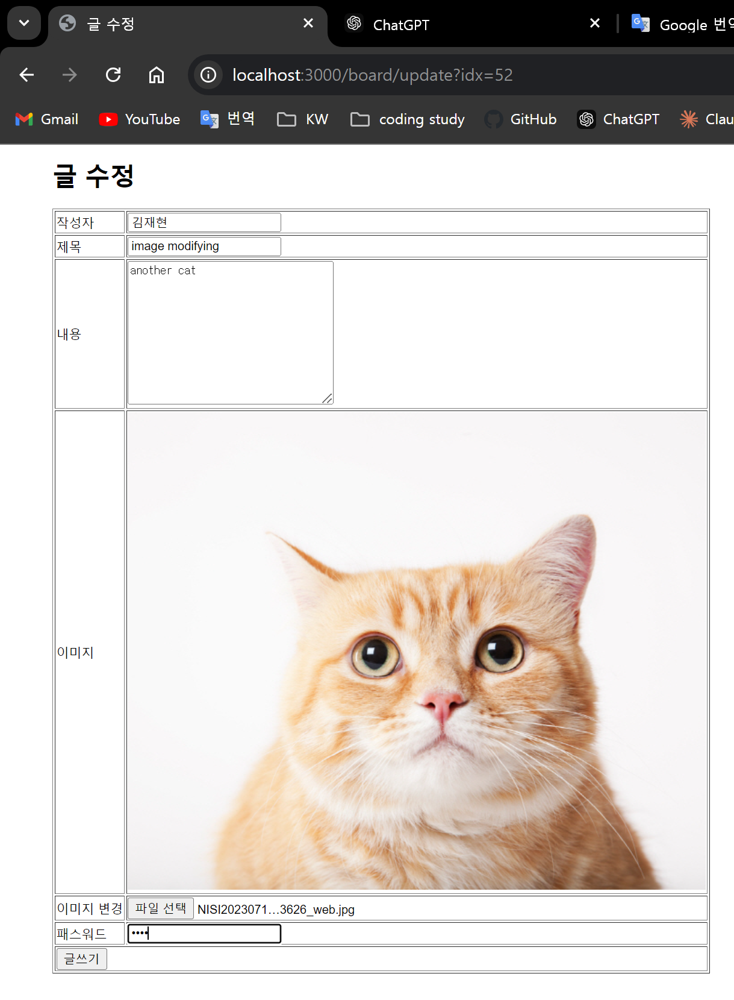 글 수정
ChatGPT
Google 번역
localhost:3000/board/update?idx=52
Gmail
YouTube
번역
KW
coding study
GitHub
ChatGPT
Clau
글 수정
작성자 김재현
제목 image modifying
내용 another cat
이미지
이미지 변경 파일 선택 NISI2023071...3626_web.jpg
패스워드 ••••
글쓰기